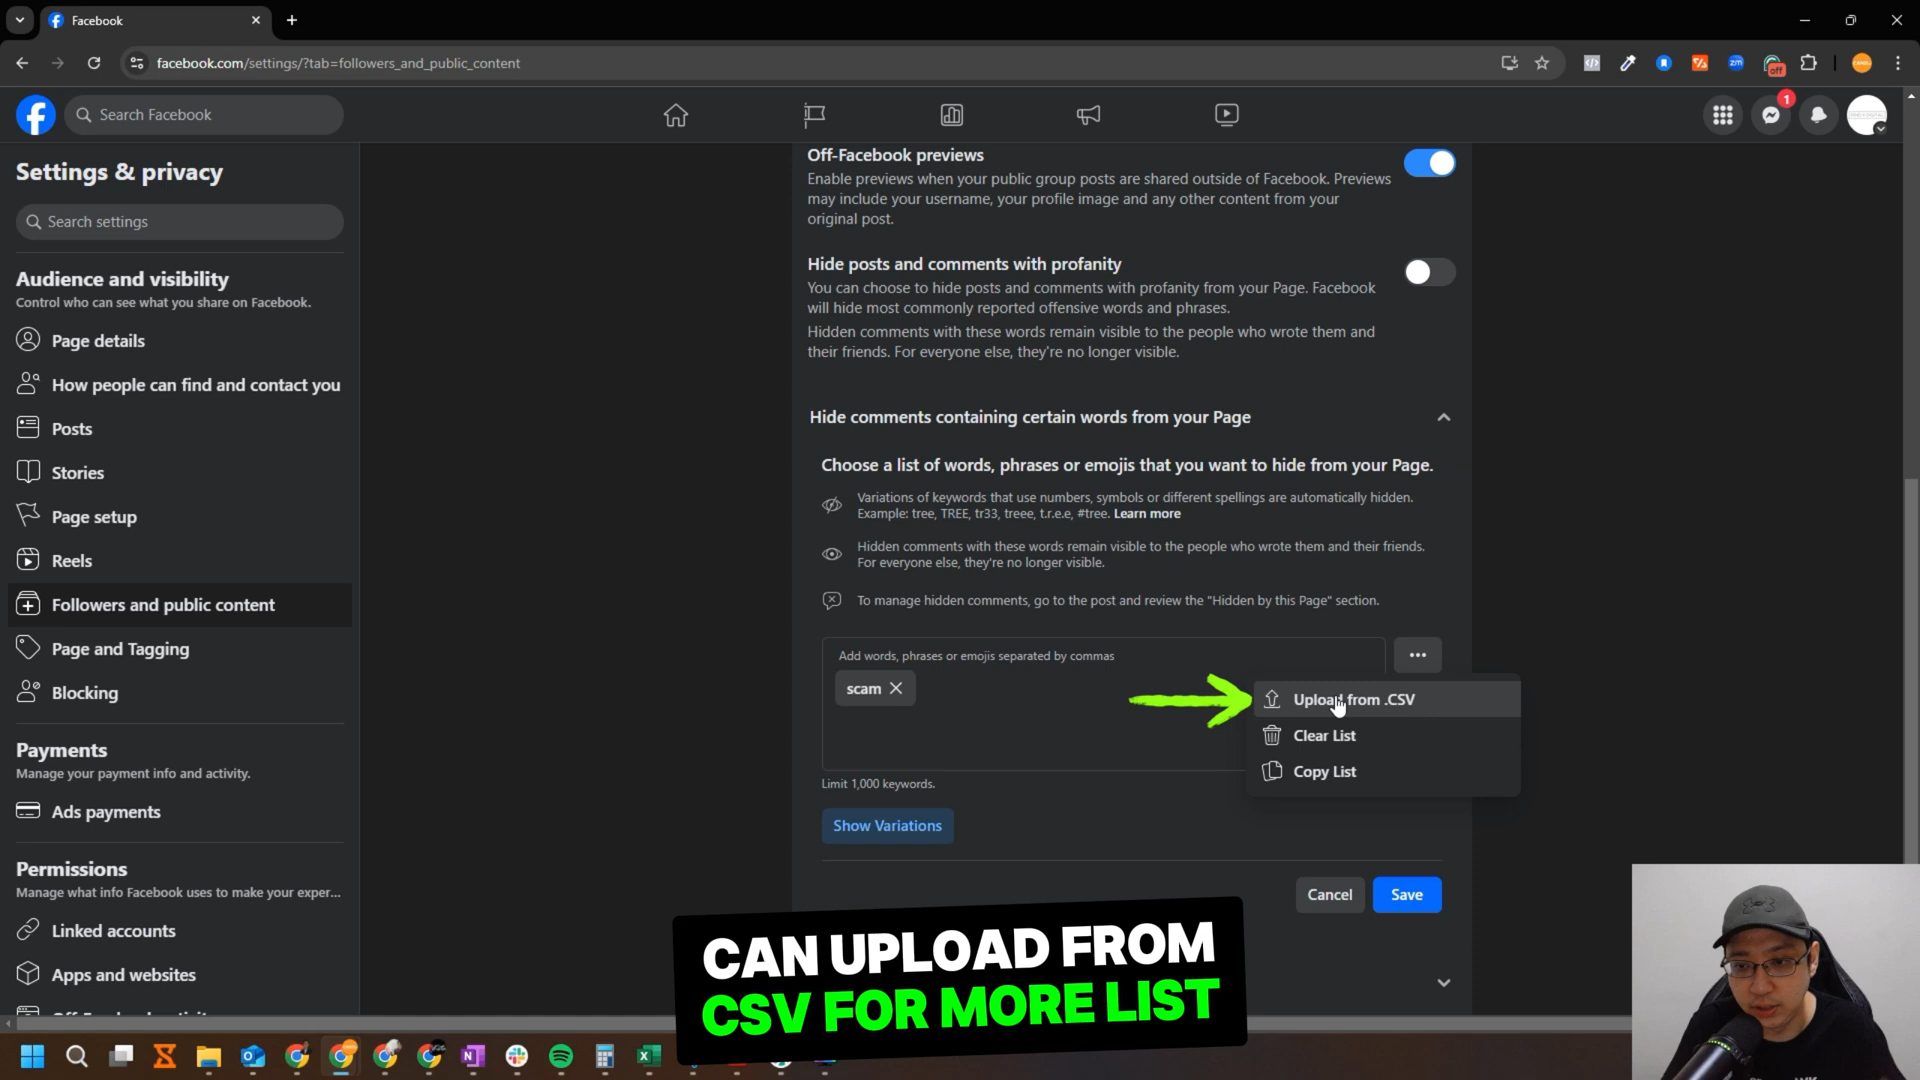 Facebook
facebook.com/settings/?tab=followers_and_public_content
zm
off
Search Facebook
1
Settings & privacy
Search settings
Audience and visibility
Control who can see what you share on Facebook.
Page details
How people can find and contact you
Posts
Stories
Page setup
Reels
Followers and public content
Page and Tagging
Blocking
Payments
Manage your payment info and activity.
Ads payments
Permissions
Manage what info Facebook uses to make your exper...
Linked accounts
Apps and websites
Off-Facebook previews
Enable previews when your public group posts are shared outside of Facebook. Previews
may include your username, your profile image and any other content from your
original post.
Hide posts and comments with profanity
You can choose to hide posts and comments with profanity from your Page. Facebook
will hide most commonly reported offensive words and phrases.
Hidden comments with these words remain visible to the people who wrote them and
their friends. For everyone else, they're no longer visible.
Hide comments containing certain words from your Page
Choose a list of words, phrases or emojis that you want to hide from your Page.
Variations of keywords that use numbers, symbols or different spellings are automatically hidden.
Example: tree, TREE, tr33, treee, t.r.e.e, #tree. Learn more
Hidden comments with these words remain visible to the people who wrote them and their friends.
For everyone else, they're no longer visible.
To manage hidden comments, go to the post and review the "Hidden by this Page" section.
Add words, phrases or emojis separated by commas
scam
Upload from .CSV
Clear List
Copy List
Limit 1,000 keywords.
Show Variations
Cancel
Save
CAN UPLOAD FROM
CSV FOR MORE LIST